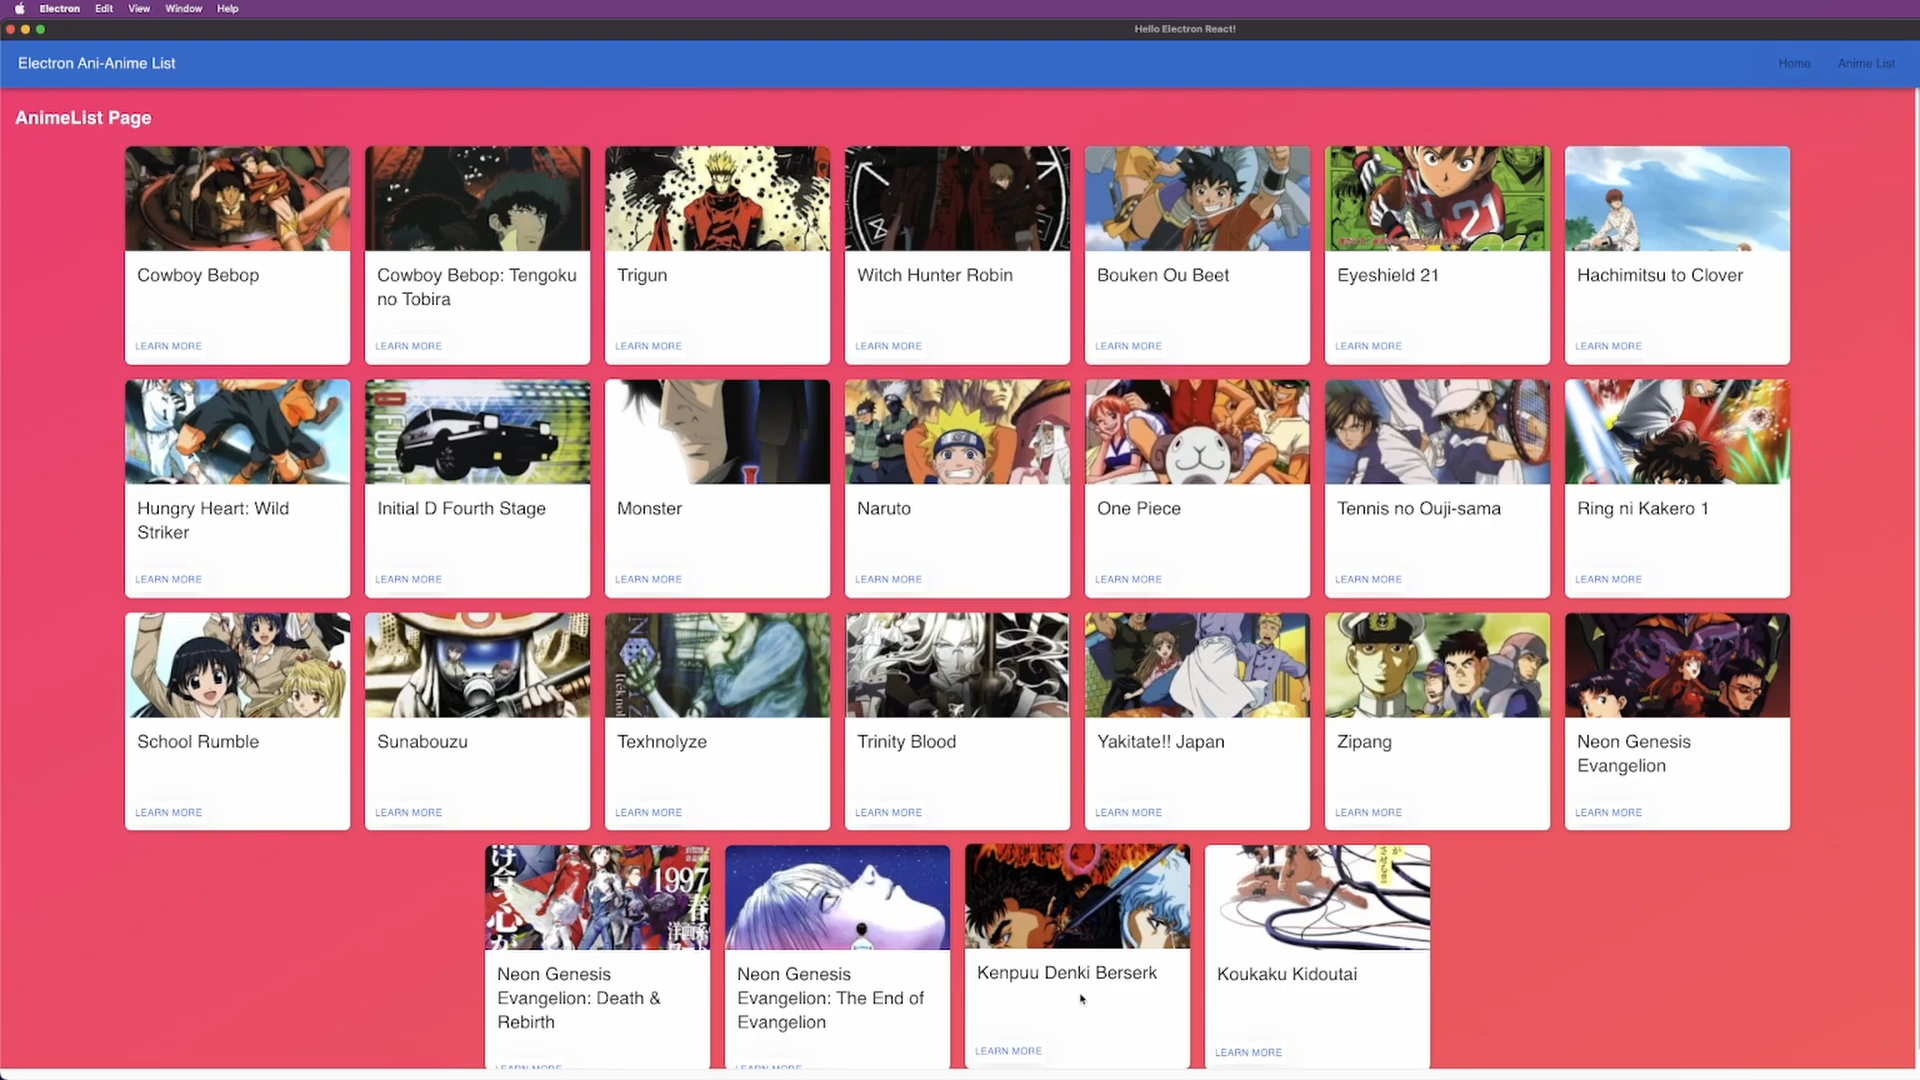 Electron Edit View Window Help
Hello Electron React!
Electron Ani-Anime List
Home Anime List
AnimeList Page
21
Cowboy Bebop
Cowboy Bebop: Tengoku
no Tobira
Trigun
Witch Hunter Robin
Bouken Ou Beet
Eyeshield 21
Hachimitsu to Clover
LEARN MORE
LEARN MORE
LEARN MORE
LEARN MORE
LEARN MORE
LEARN MORE
LEARN MORE
Hungry Heart: Wild
Striker
Initial D Fourth Stage
Monster
Naruto
One Piece
Tennis no Ouji-sama
Ring ni Kakero 1
LEARN MORE
LEARN MORE
LEARN MORE
LEARN MORE
LEARN MORE
LEARN MORE
LEARN MORE
School Rumble
Sunabouzu
Texhnolyze
Trinity Blood
Yakitate!! Japan
Zipang
Neon Genesis
Evangelion
LEARN MORE
LEARN MORE
LEARN MORE
LEARN MORE
LEARN MORE
LEARN MORE
LEARN MORE
1997
春
Neon Genesis
Evangelion: Death &
Rebirth
Neon Genesis
Evangelion: The End of
Evangelion
Kenpuu Denki Berserk
Koukaku Kidoutai
LEARN MORE
LEARN MORE
LEARN MORE
LEARN MORE